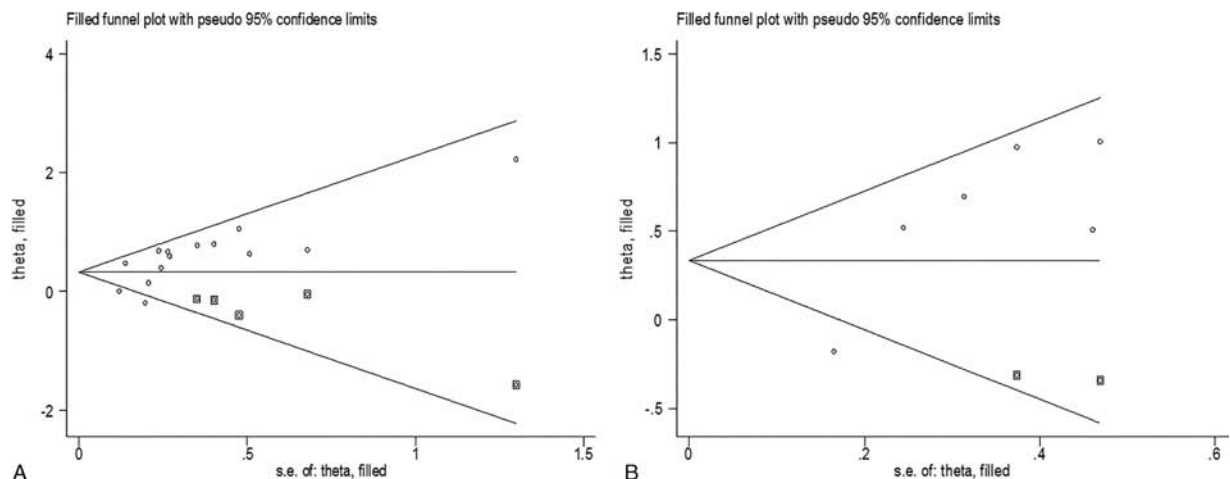 Filled funnel plot with pseudo 95% confidence limits
theta, filled
4
2
0
-2
0
.5
1
1.5
s.e. of: theta, filled
A
Filled funnel plot with pseudo 95% confidence limits
theta, filled
1.5
1
.5
0
-.5
0
.2
.4
.6
s.e. of: theta, filled
B